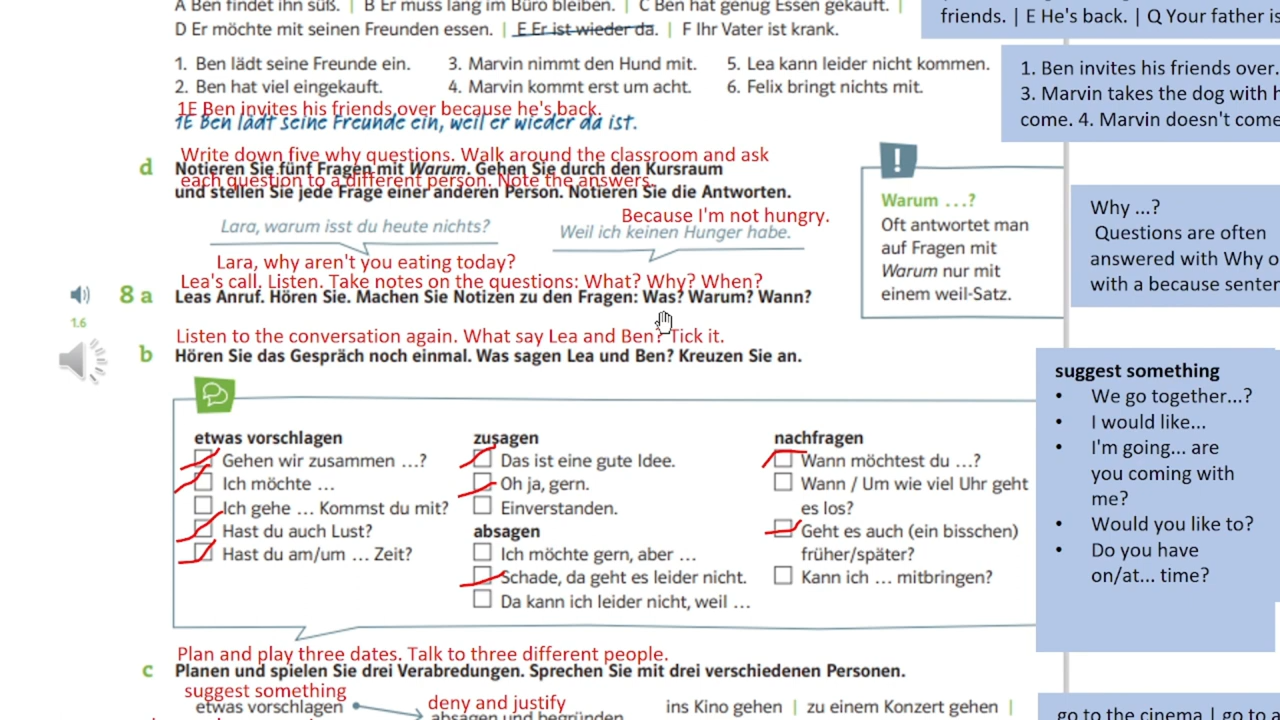 A Ben findet ihn süß. | B Er muss lang im Büro bleiben. | C Ben hat genug Essen gekauft. |
D Er möchte mit seinen Freunden essen. | E Er ist wieder da. | F Ihr Vater ist krank.
friends. | E He's back. | Q Your father is
1. Ben lädt seine Freunde ein.
3. Marvin nimmt den Hund mit.
5. Lea kann leider nicht kommen.
2. Ben hat viel eingekauft.
4. Marvin kommt erst um acht.
6. Felix bringt nichts mit.
1. Ben invites his friends over.
3. Marvin takes the dog with
come. 4. Marvin doesn't come
1E Ben invites his friends over because he's back.
1E Ben lädt seine Freunde ein, weil er wieder da ist.
Write down five why questions. Walk around the classroom and ask
each question to a different person. Note the answers.
d Notieren Sie fünf Fragen mit Warum. Gehen Sie durch den Kursraum
und stellen Sie jede Frage einer anderen Person. Notieren Sie die Antworten.
Because I'm not hungry.
Lara, warum isst du heute nichts?
Weil ich keinen Hunger habe.
Lara, why aren't you eating today?
!
Warum ...?
Oft antwortet man
auf Fragen mit
Warum nur mit
einem weil-Satz.
Why ...?
Questions are often
answered with Why
with a because
Lea's call. Listen. Take notes on the questions: What? Why? When?
8 a Leas Anruf. Hören Sie. Machen Sie Notizen zu den Fragen: Was? Warum? Wann?
1.6
Listen to the conversation again. What say Lea and Ben? Tick it.
b Hören Sie das Gespräch noch einmal. Was sagen Lea und Ben? Kreuzen Sie an.
etwas vorschlagen
Gehen wir zusammen ...?
Ich möchte ...
Ich gehe ... Kommst du mit?
Hast du auch Lust?
Hast du am/um ... Zeit?
zusagen
Das ist eine gute Idee.
Oh ja, gern.
Einverstanden.
absagen
Ich möchte gern, aber ...
Schade, da geht es leider nicht.
Da kann ich leider nicht, weil ...
nachfragen
Wann möchtest du ...?
Wann / Um wie viel Uhr geht
es los?
Geht es auch (ein bisschen)
früher/später?
Kann ich ... mitbringen?
suggest something
• We go together...?
• I would like...
• I'm going... are
you coming with
me?
• Would you like to?
• Do you have
on/at... time?
Plan and play three dates. Talk to three different people.
c Planen und spielen Sie drei Verabredungen. Sprechen Sie mit drei verschiedenen Personen.
suggest something
deny and justify
etwas vorschlagen
absagen und begründen
ins Kino gehen | zu einem Konzert gehen |
go to the cinema | go to a